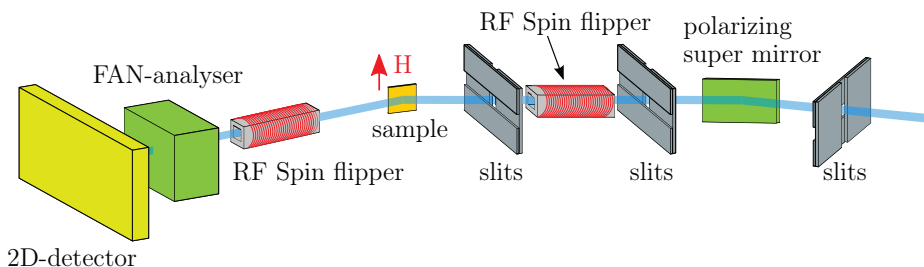 RF Spin flipper
polarizing
super mirror
FAN-analyser
H
sample
RF Spin flipper
slits
slits
slits
2D-detector